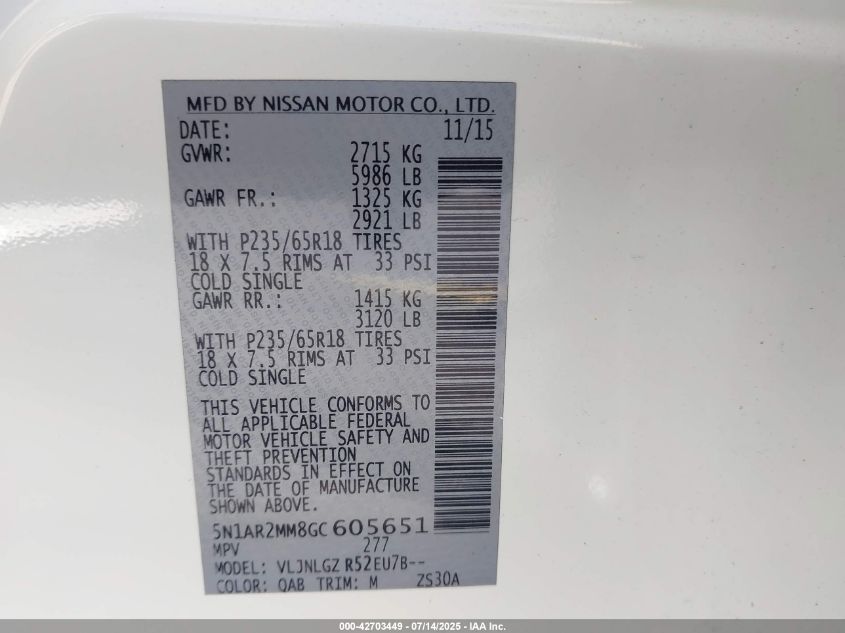 MFD BY NISSAN MOTOR CO., LTD.
DATE: 11/15
GVWR: 2715 KG
5986 LB
GAWR FR.: 1325 KG
2921 LB
WITH P235/65R18 TIRES
18 X 7.5 RIMS AT 33 PSI
COLD SINGLE
GAWR RR.: 1415 KG
3120 LB
WITH P235/65R18 TIRES
18 X 7.5 RIMS AT 33 PSI
COLD SINGLE
THIS VEHICLE CONFORMS TO
ALL APPLICABLE FEDERAL
MOTOR VEHICLE SAFETY AND
THEFT PREVENTION
STANDARDS IN EFFECT ON
THE DATE OF MANUFACTURE
SHOWN ABOVE.
5N1AR2MM8GC605651
MPV 277
MODEL: VLJNLGZ R52EU7B--
COLOR: QAB TRIM: M ZS30A
000-42703449 - 07/14/2025 - IAA Inc.